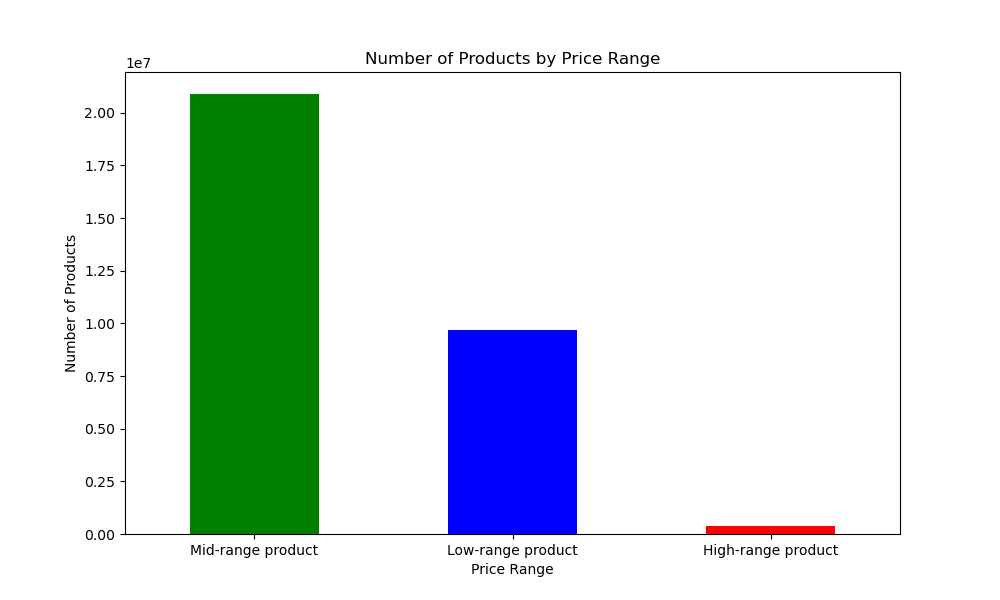 Number of Products by Price Range
1e7
2.00
1.75
1.50
1.25
1.00
0.75
0.50
0.25
0.00
Number of Products
Mid-range product Low-range product High-range product
Price Range